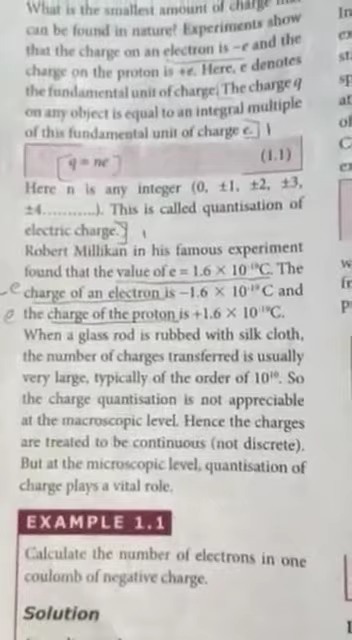 What is the smallest amount of charge that
can be found in nature? Experiments show
that the charge on an electron is –e and the
charge on the proton is +e. Here, e denotes
the fundamental unit of charge. The charge q
on any object is equal to an integral multiple
of this fundamental unit of charge e.
q = ne
(1.1)
Here n is any integer (0, ±1, ±2, ±3,
±4...........). This is called quantisation of
electric charge.
Robert Millikan in his famous experiment
found that the value of e = 1.6 × 10⁻¹⁹C. The
charge of an electron is –1.6 × 10⁻¹⁹ C and
the charge of the proton is +1.6 × 10⁻¹⁹C.
When a glass rod is rubbed with silk cloth,
the number of charges transferred is usually
very large, typically of the order of 10¹⁰. So
the charge quantisation is not appreciable
at the macroscopic level. Hence the charges
are treated to be continuous (not discrete).
But at the microscopic level, quantisation of
charge plays a vital role.
EXAMPLE 1.1
Calculate the number of electrons in one
coulomb of negative charge.
Solution